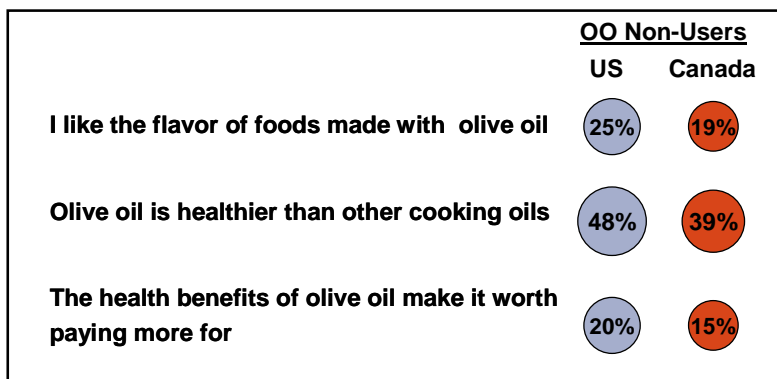 OO Non-Users
US Canada
I like the flavor of foods made with olive oil 25% 19%
Olive oil is healthier than other cooking oils 48% 39%
The health benefits of olive oil make it worth
paying more for 20% 15%